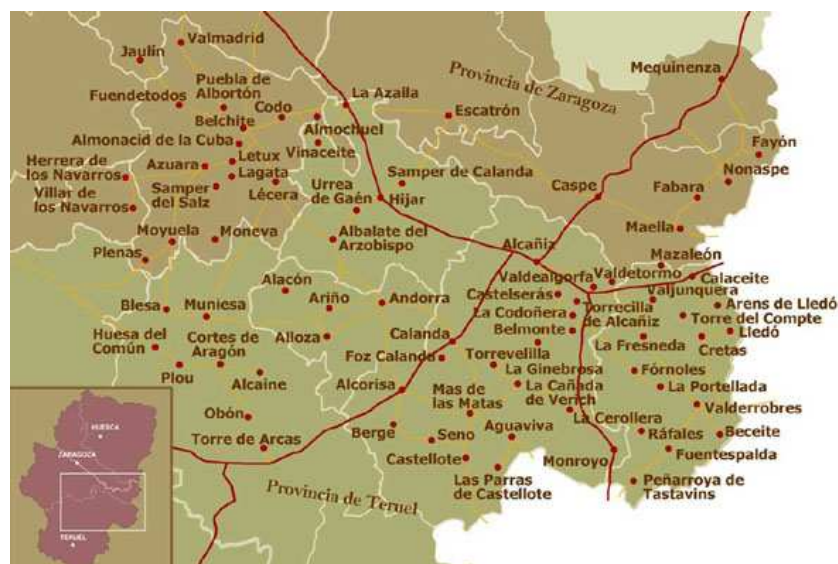 Valmadrid
Jaulín
Puebla de
Albortón
Fuendetodos
Codo
La Azaila
Provincia de Zaragoza
Mequinenza
Escatrón
Belchite
Almochuel
Almonacid de la Cuba
Vinaceite
Fayón
Herrera de
los Navarros
Azuara
Letux
Lagata
Samper de Calanda
Nonaspe
Villar de
los Navarros
Samper
del Salz
Lécera
Urrea
de Gaén
Hijar
Caspe
Fabara
Moyuela
Moneva
Albalate del
Arzobispo
Maella
Plenas
Alcañiz
Mazaleón
Valdealgorfa
Valdetormo
Calaceite
Alacón
Castelserás
Valjunquera
Blesa
Muniesa
Ariño
Andorra
La Codoñera
Torrecilla
de Alcañiz
Arens de Lledó
Torre del Compte
Huesa del
Común
Cortes de
Aragón
Alloza
Calanda
Belmonte
Lledó
La Fresneda
Cretas
Foz Calanda
Torrevelilla
Plou
Alcaine
La Ginebrosa
Fórnoles
Alcorisa
Mas de
las Matas
La Cañada
de Verich
La Portellada
Obón
Valderrobres
La Cerollera
Berge
Seno
Aguaviva
Ráfales
Beceite
Torre de Arcas
Castellote
Monroyo
Fuentespalda
Las Parras
de Castellote
Peñarroya de
Tastavins
Provincia de Teruel
HUESCA
ZARAGOZA
TERUEL